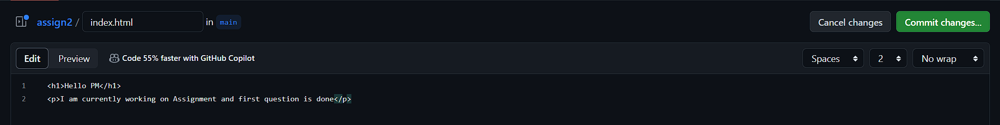 assign2 / index.html in main Cancel changes Commit changes...
Edit Preview Code 55% faster with GitHub Copilot Spaces 2 No wrap
1 <h1>Hello PM</h1>
2 <p>I am currently working on Assignment and first question is done</p>